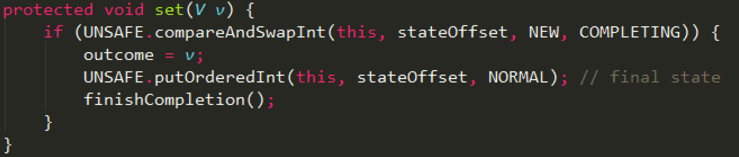 protected void set(V v) {
    if (UNSAFE.compareAndSwapInt(this, stateOffset, NEW, COMPLETING)) {
        outcome = v;
        UNSAFE.putOrderedInt(this, stateOffset, NORMAL); // final state
        finishCompletion();
    }
}